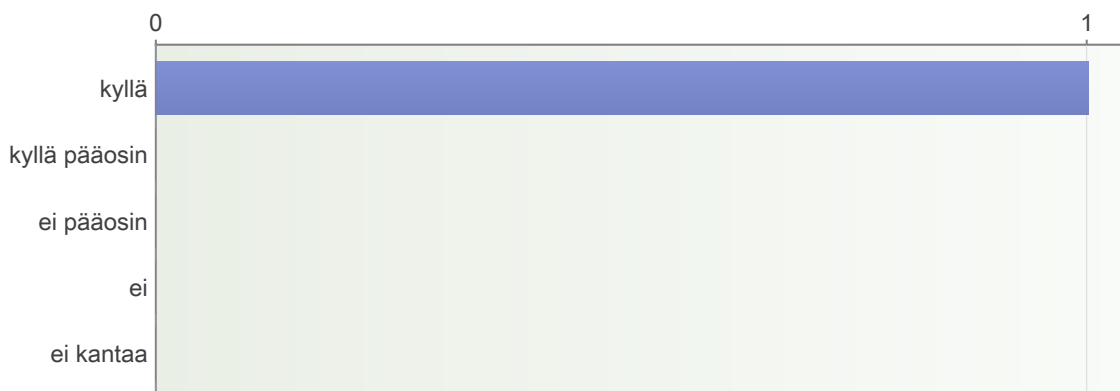 0 1
kyllä
kyllä pääosin
ei pääosin
ei
ei kantaa